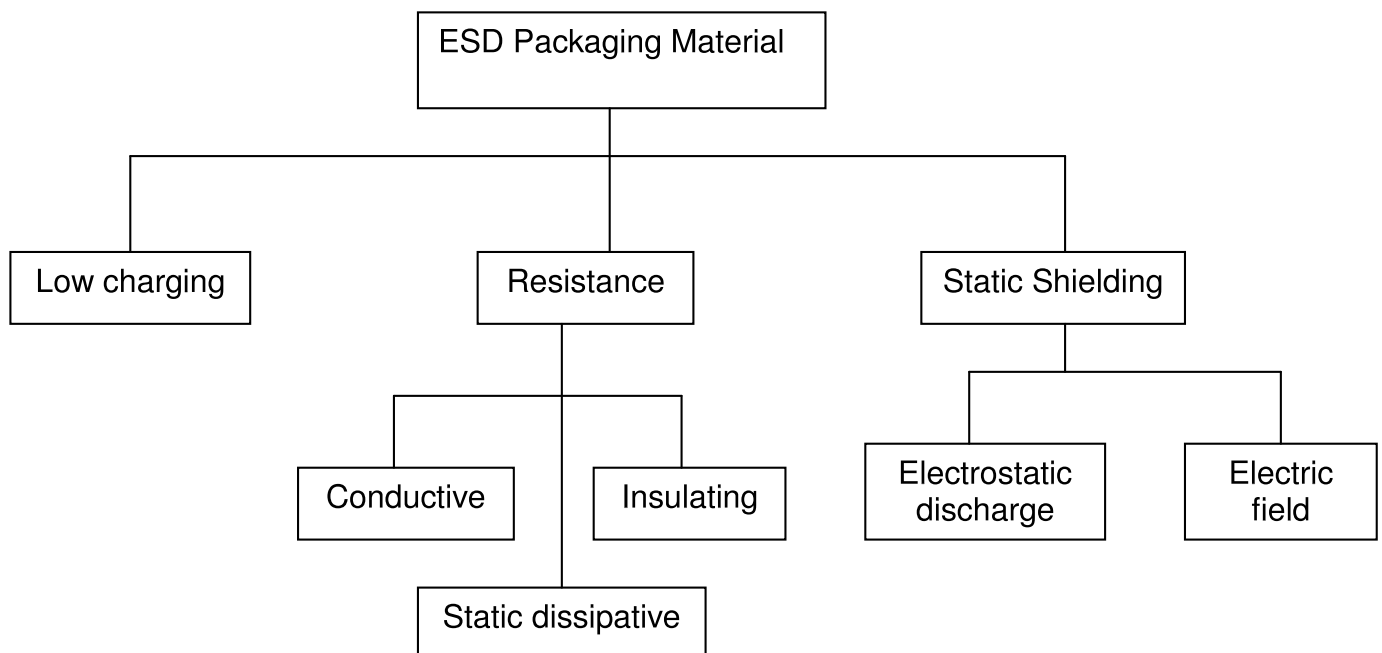 ESD Packaging Material
Low charging
Resistance
Static Shielding
Conductive
Insulating
Electrostatic
discharge
Electric
field
Static dissipative